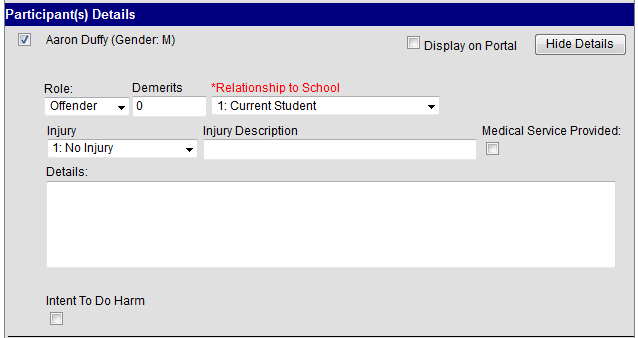 Participant(s) Details
Aaron Duffy (Gender: M)
Display on Portal
Hide Details
Role:
Demerits
*Relationship to School
Offender
0
1: Current Student
Injury
Injury Description
Medical Service Provided:
1: No Injury
Details:
Intent To Do Harm